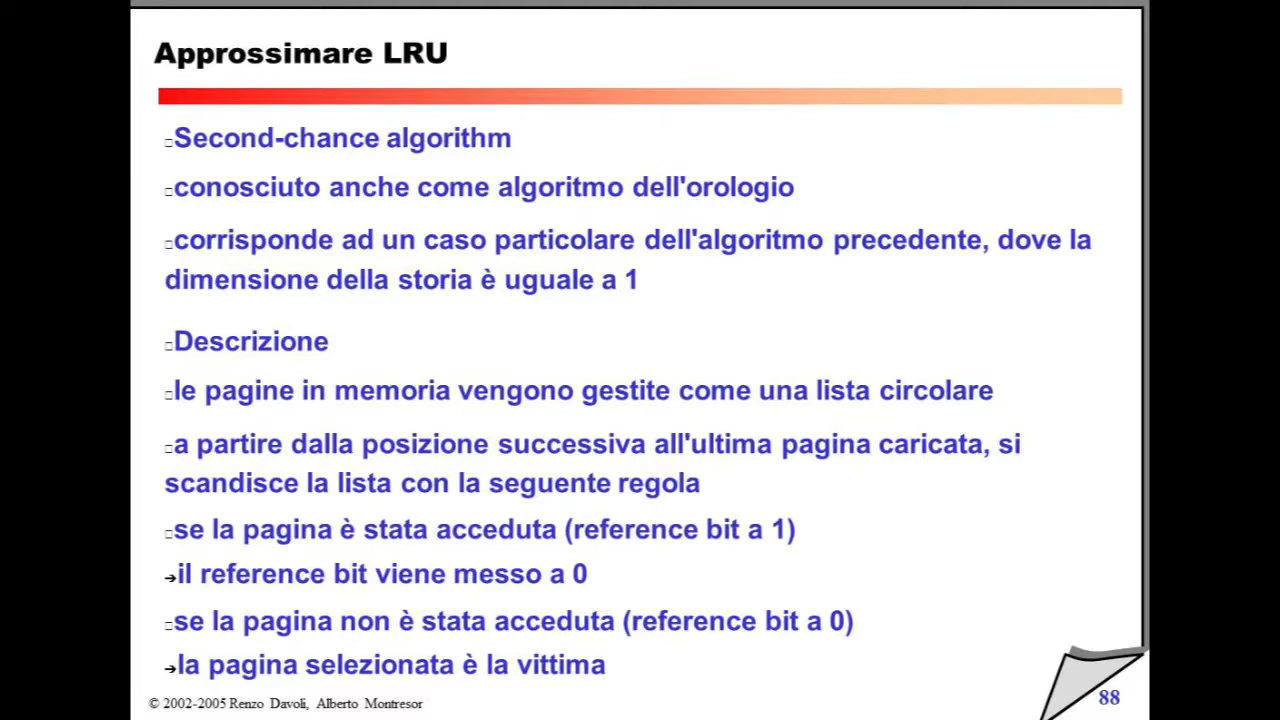 Approssimare LRU
□Second-chance algorithm
□conosciuto anche come algoritmo dell'orologio
□corrisponde ad un caso particolare dell'algoritmo precedente, dove la
dimensione della storia è uguale a 1
□Descrizione
□le pagine in memoria vengono gestite come una lista circolare
□a partire dalla posizione successiva all'ultima pagina caricata, si
scandisce la lista con la seguente regola
□se la pagina è stata acceduta (reference bit a 1)
➔il reference bit viene messo a 0
□se la pagina non è stata acceduta (reference bit a 0)
➔la pagina selezionata è la vittima
© 2002-2005 Renzo Davoli, Alberto Montresor
88